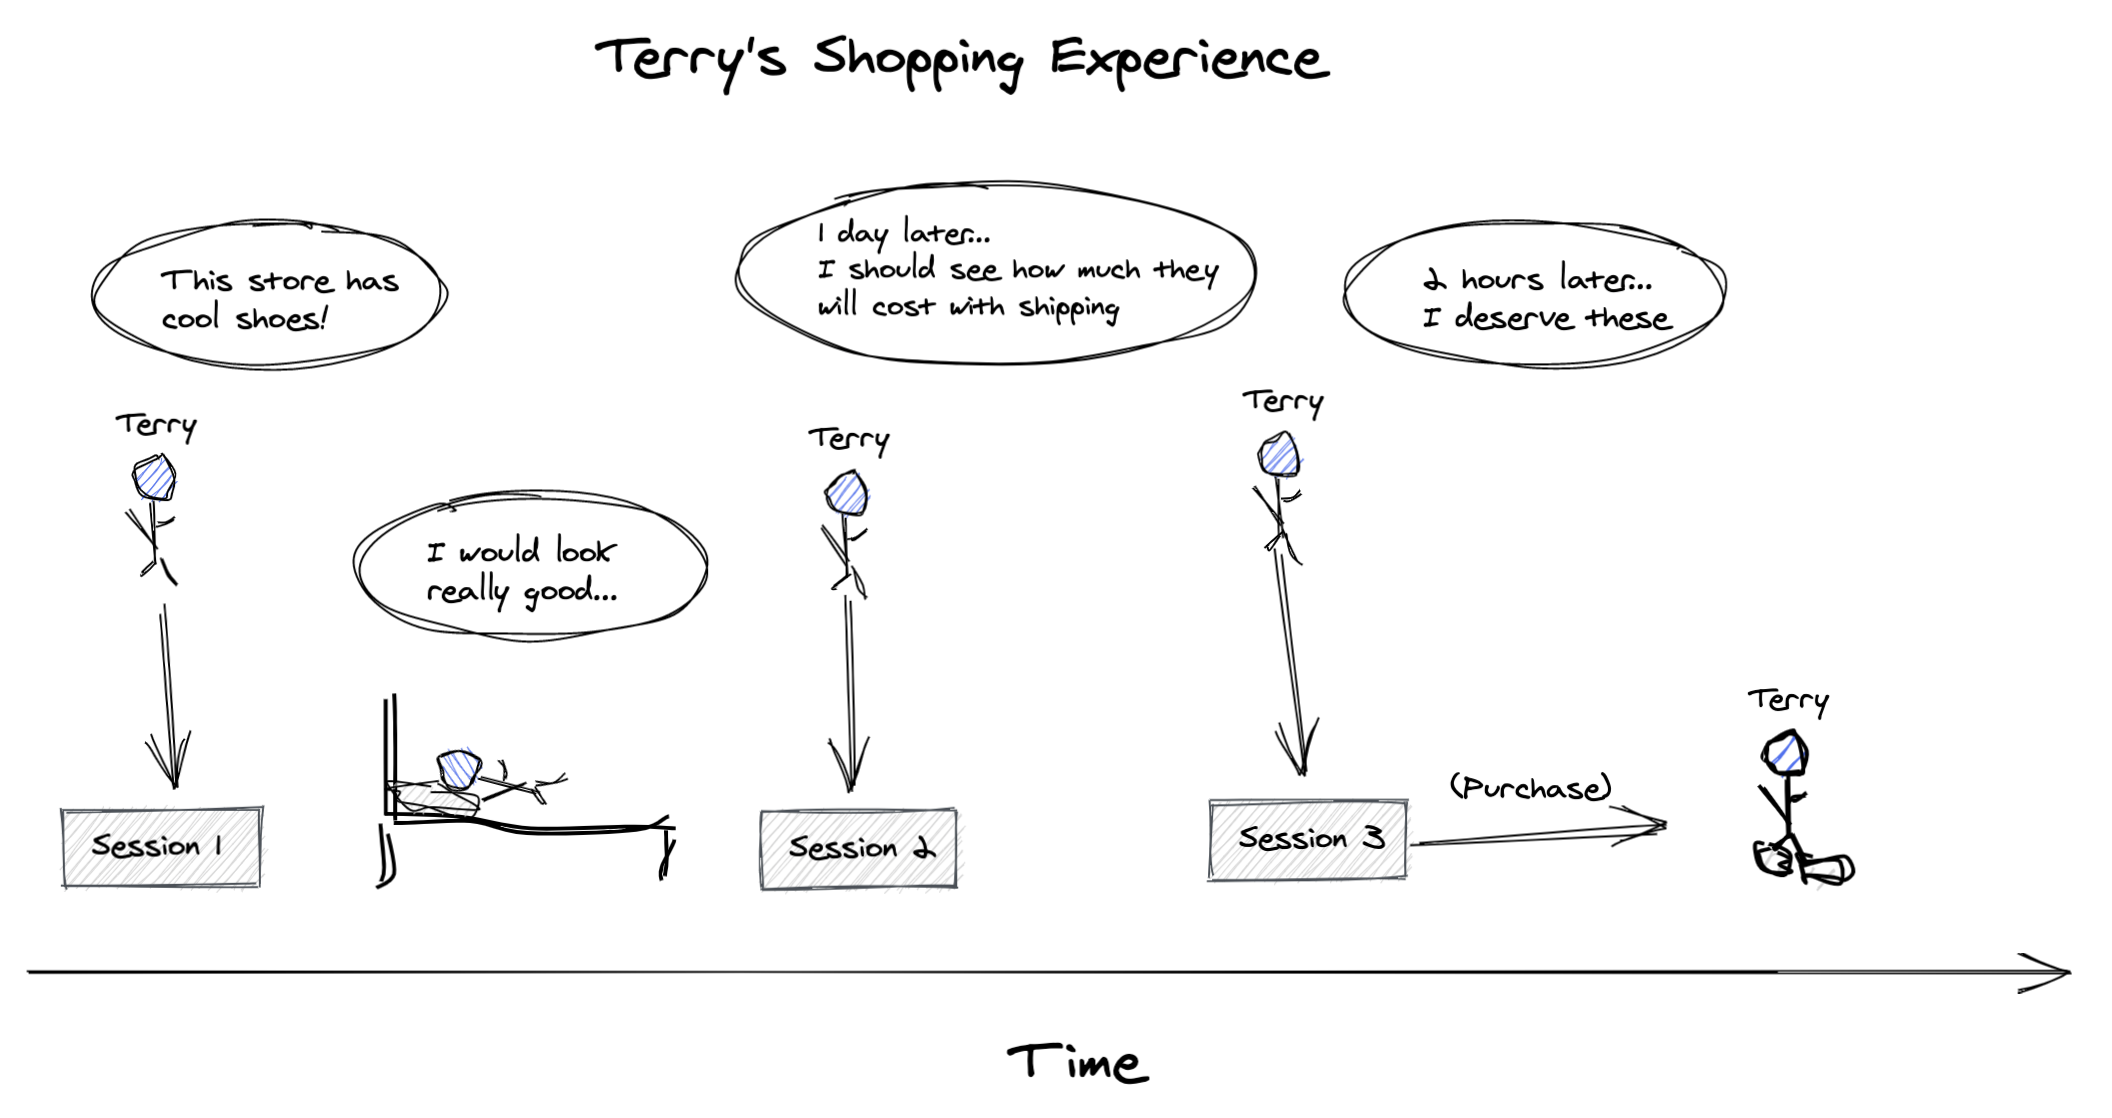 Terry's Shopping Experience
This store has
cool shoes!
Terry
Session 1
I would look
really good...
1 day later...
I should see how much they
will cost with shipping
Terry
Session 2
2 hours later...
I deserve these
Terry
Session 3
(Purchase)
Terry
Time